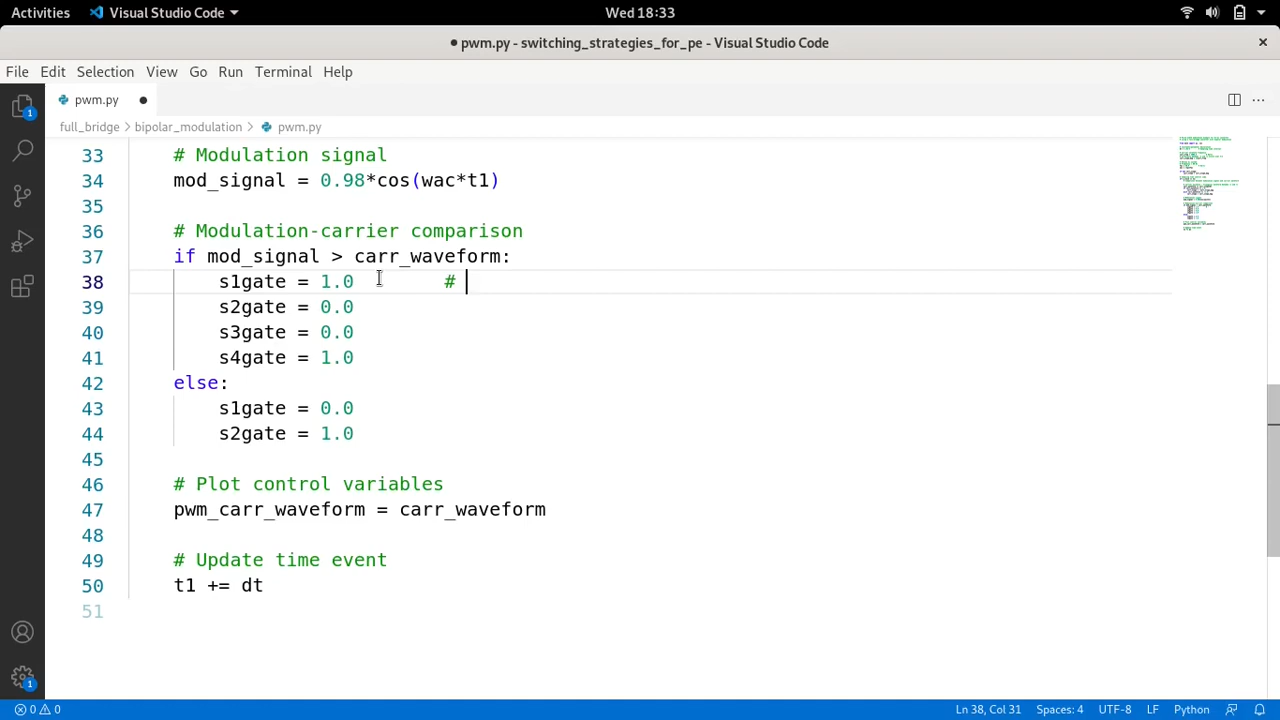 Activities Visual Studio Code Wed 18:33
● pwm.py - switching_strategies_for_pe - Visual Studio Code
File Edit Selection View Go Run Terminal Help
pwm.py
full_bridge > bipolar_modulation > pwm.py
33 # Modulation signal
34 mod_signal = 0.98*cos(wac*t1)
35
36 # Modulation-carrier comparison
37 if mod_signal > carr_waveform:
38 s1gate = 1.0 #
39 s2gate = 0.0
40 s3gate = 0.0
41 s4gate = 1.0
42 else:
43 s1gate = 0.0
44 s2gate = 1.0
45
46 # Plot control variables
47 pwm_carr_waveform = carr_waveform
48
49 # Update time event
50 t1 += dt
51
1
1
0 0 Ln 38, Col 31 Spaces: 4 UTF-8 LF Python